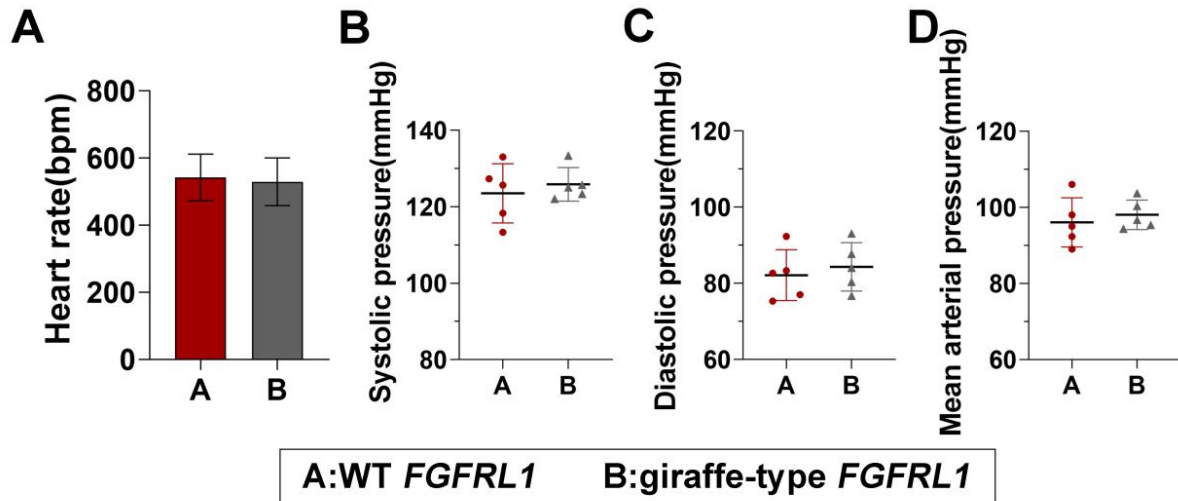 A
Heart rate(bpm)
800
600
400
200
0
A B
B
Systolic pressure(mmHg)
140
120
100
80
A B
C
Diastolic pressure(mmHg)
120
100
80
60
A B
D
Mean arterial pressure(mmHg)
120
100
80
60
A B
A:WT FGFRL1 B:giraffe-type FGFRL1